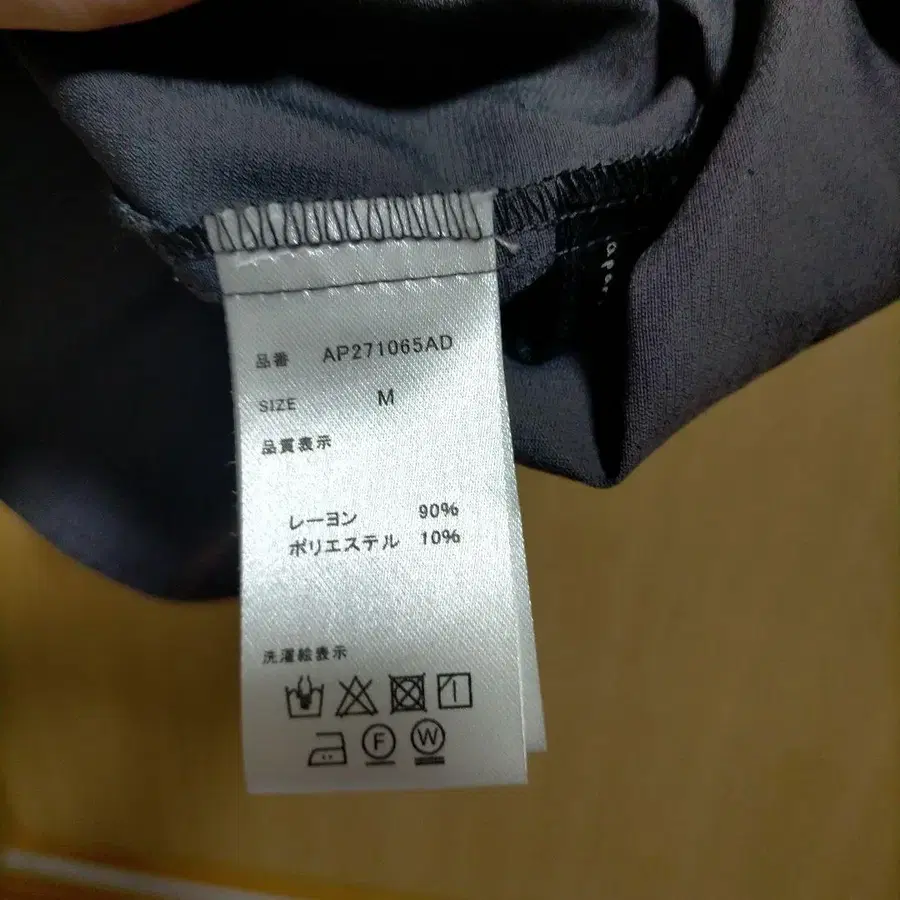 品番 AP271065AD
SIZE M
品質表示
レーヨン 90%
ポリエステル 10%
洗濯絵表示
F W